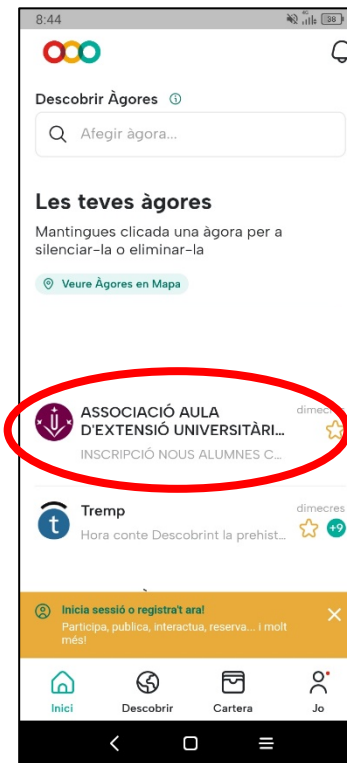 8:44
38
Descobrir Àgores
Afegir àgora...
Les teves àgores
Mantingues clicada una àgora per a
silenciar-la o eliminar-la
Veure Àgores en Mapa
ASSOCIACIÓ AULA
dimecres
D'EXTENSIÓ UNIVERSITÀRI...
INSCRIPCIÓ NOUS ALUMNES C...
Tremp
dimecres
Hora conte Descobrint la prehist...
+9
Inicia sessió o registra't ara!
Participa, publica, interactua, reserva... i molt
més!
Inici
Descobrir
Cartera
Jo